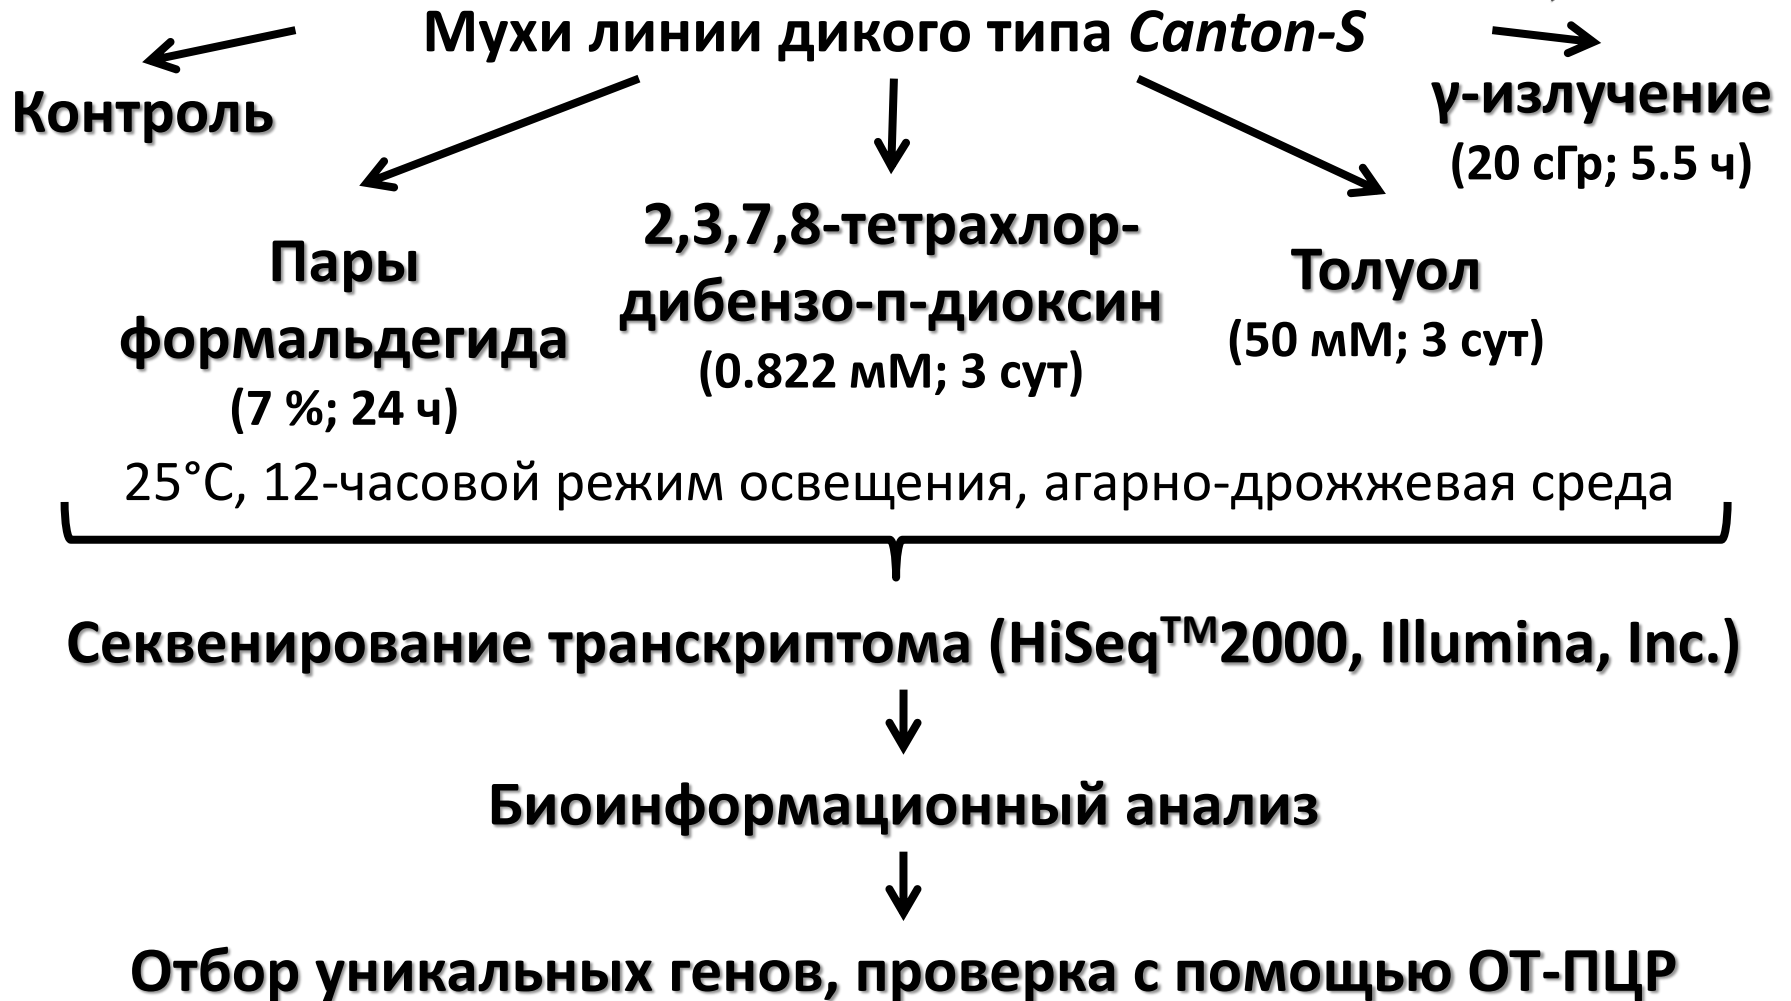 Мухи линии дикого типа Canton-S
Контроль
γ-излучение
(20 сГр; 5.5 ч)
Пары
формальдегида
(7 %; 24 ч)
2,3,7,8-тетрахлор-
дибензо-п-диоксин
(0.822 мМ; 3 сут)
Толуол
(50 мМ; 3 сут)
25°С, 12-часовой режим освещения, агарно-дрожжевая среда
Секвенирование транскриптома (HiSeq™2000, Illumina, Inc.)
Биоинформационный анализ
Отбор уникальных генов, проверка с помощью ОТ-ПЦР